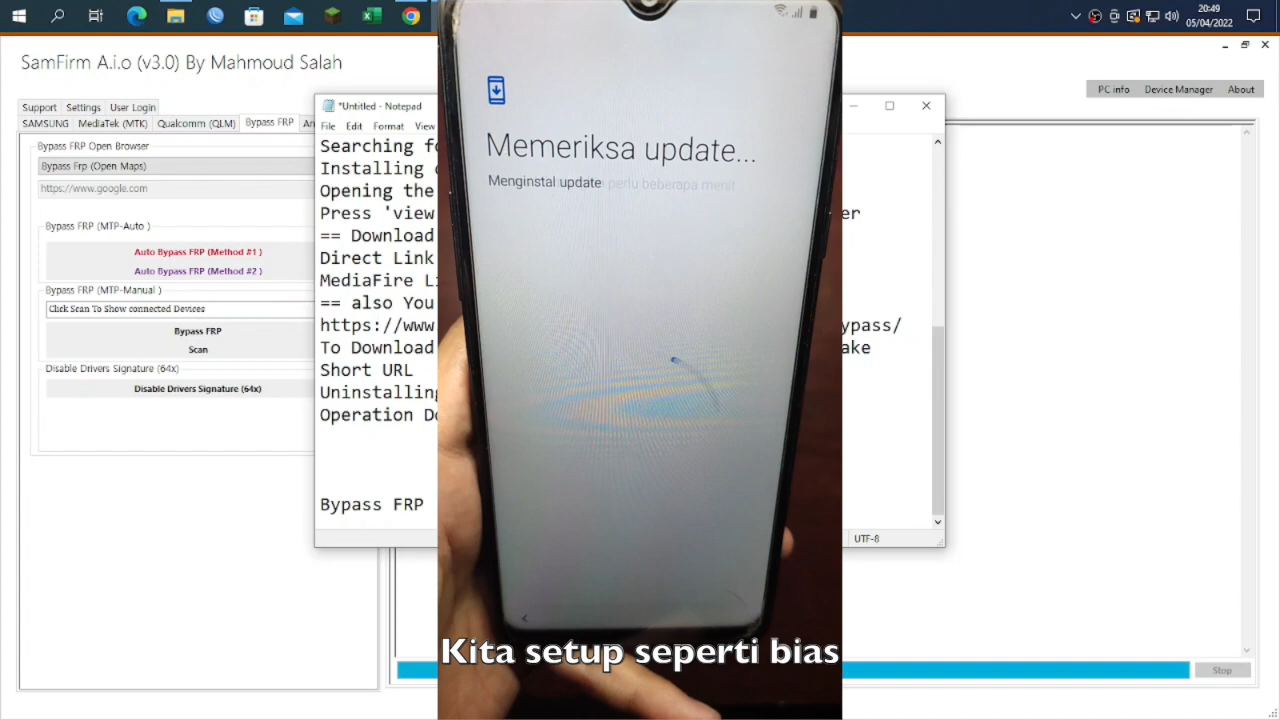 20:49
05/04/2022
SamFirm A.i.o (v3.0) By Mahmoud Salah
PC info Device Manager About
Support Settings User Login
SAMSUNG MediaTek (MTK) Qualcomm (QLM) Bypass FRP
Bypass FRP Open Browser
Bypass Frp (Open Maps)
https://www.google.com
Bypass FRP (MTP-Auto )
Auto Bypass FRP (Method #1 )
Auto Bypass FRP (Method #2 )
Bypass FRP (MTP-Manual )
Click Scan To Show connected Devices
Bypass FRP
Scan
Disable Drivers Signature (64x)
Disable Drivers Signature (64x)
*Untitled - Notepad
File Edit Format View
Searching fo
Installing
Opening the
Press 'view er
== Download
Direct Link
MediaFire Li
== also You
https://www. ypass/
To Download ake
Short URL
Uninstalling
Operation Do
Bypass FRP
UTF-8
Memeriksa update...
Menginstal update perlu beberapa menit
Kita setup seperti bias
Stop